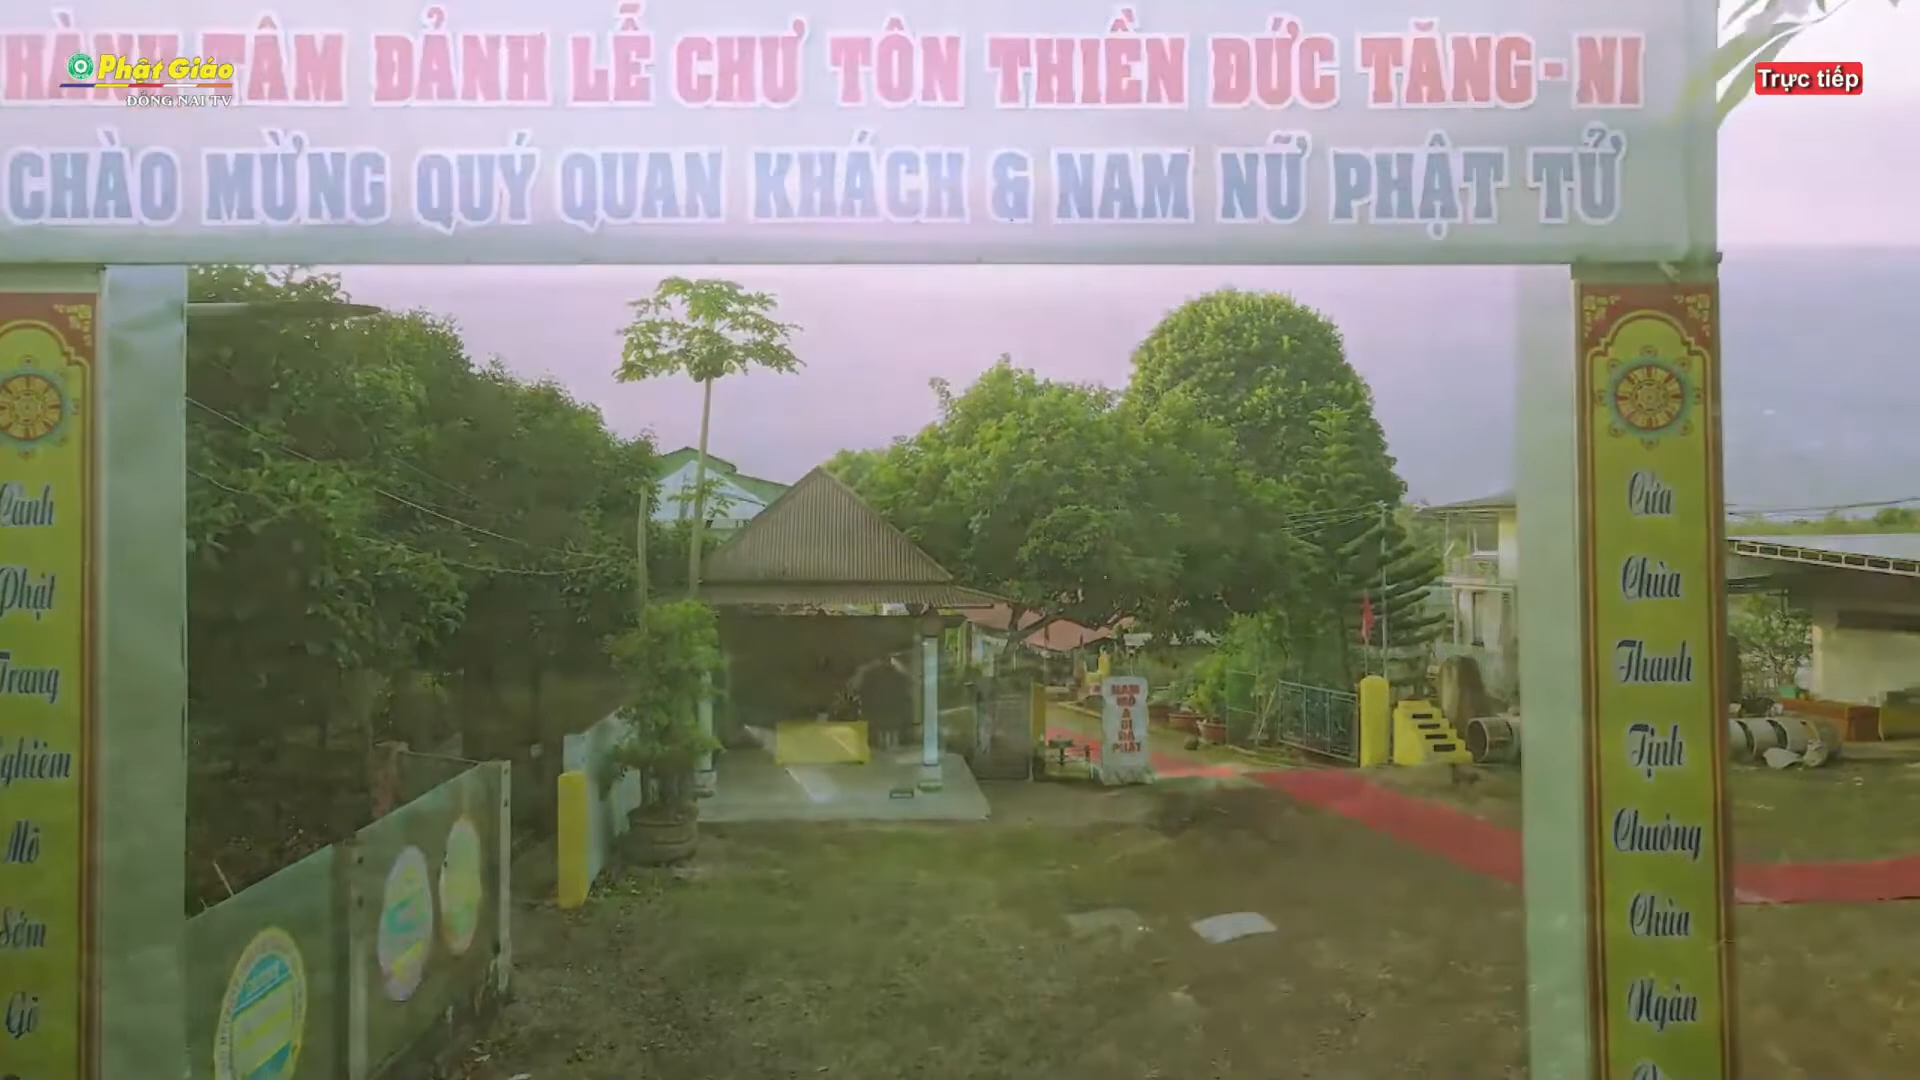 HÀNH TÂM ĐẢNH LỄ CHƯ TÔN THIỀN ĐỨC TĂNG-NI
Phật Giáo
ĐỒNG NAI TV
Trực tiếp
CHÀO MỪNG QUÝ QUAN KHÁCH & NAM NỮ PHẬT TỬ
Cảnh
Phật
Trang
Nghiêm
Mõ
Sớm
Gõ
NAM
MÔ
A
DI
ĐÀ
PHẬT
Cửa
Chùa
Thanh
Tịnh
Chuông
Chùa
Ngân